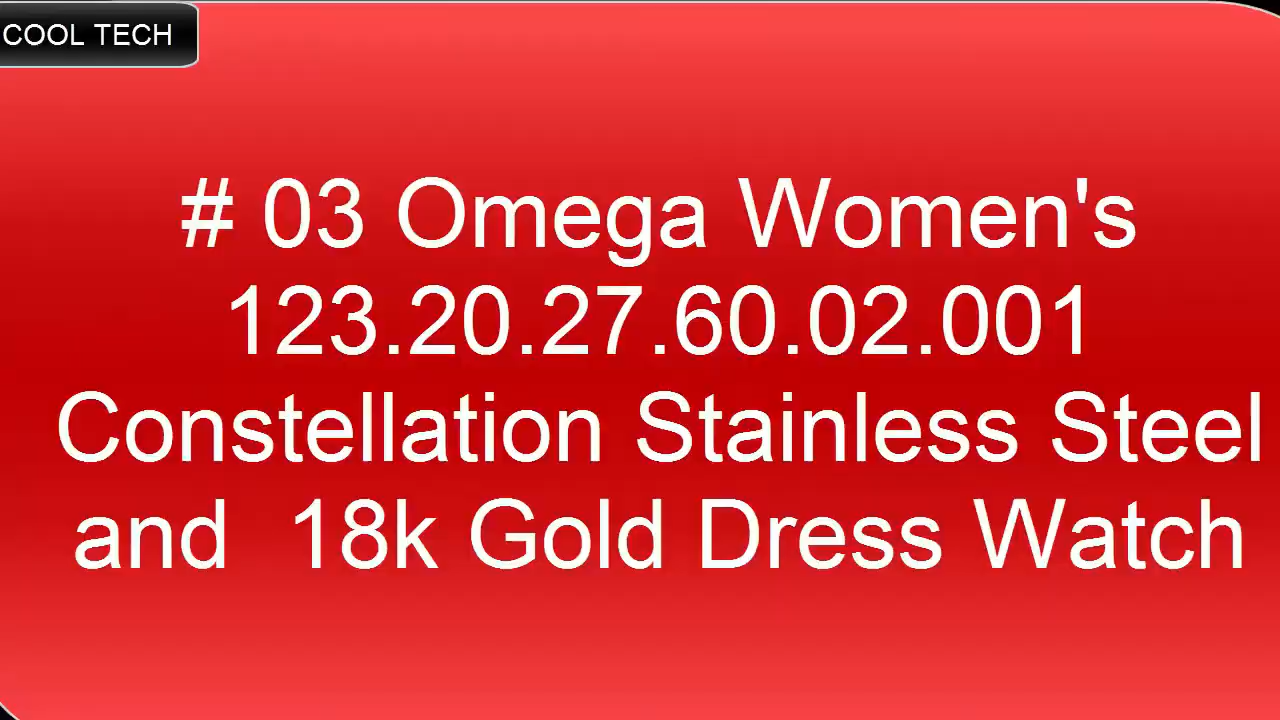 COOL TECH
# 03 Omega Women's
123.20.27.60.02.001
Constellation Stainless Steel
and  18k Gold Dress Watch